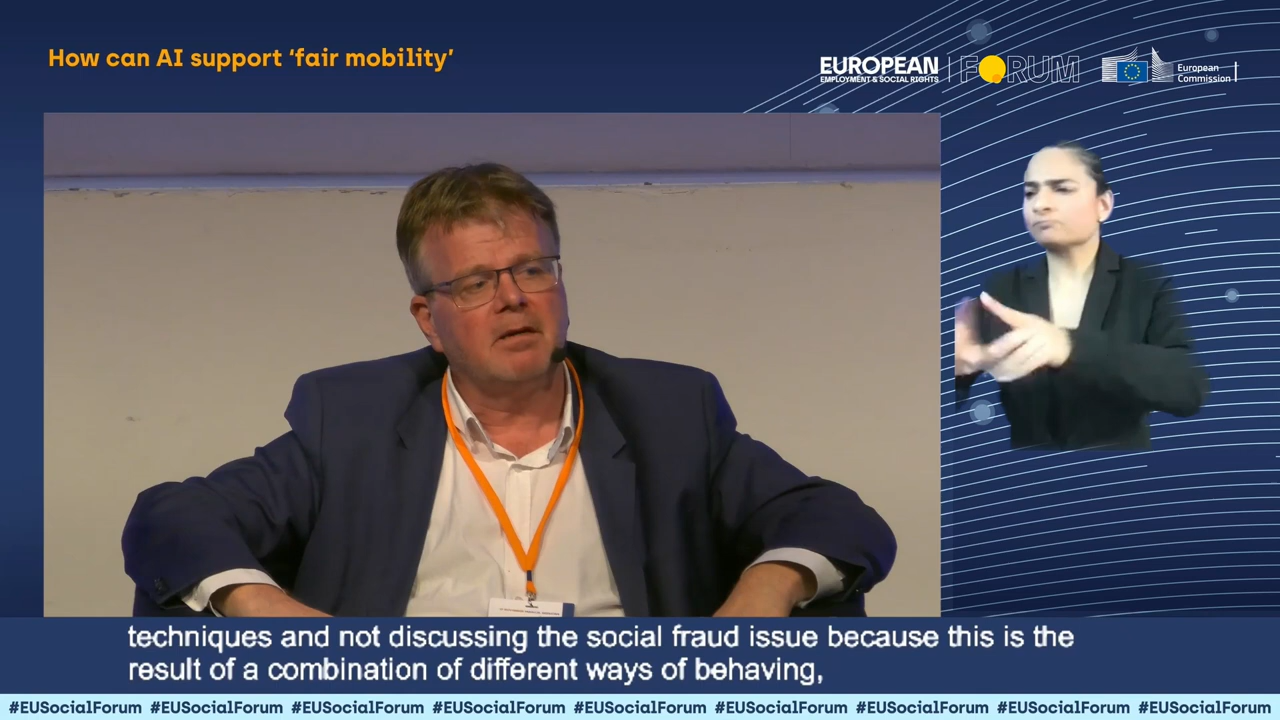 How can AI support ‘fair mobility’
EUROPEAN
EMPLOYMENT & SOCIAL RIGHTS
FORUM
European
Commission
techniques and not discussing the social fraud issue because this is the
result of a combination of different ways of behaving,
#EUSocialForum #EUSocialForum #EUSocialForum #EUSocialForum #EUSocialForum #EUSocialForum #EUSocialForum #EUSocialForum #EUSocialForum